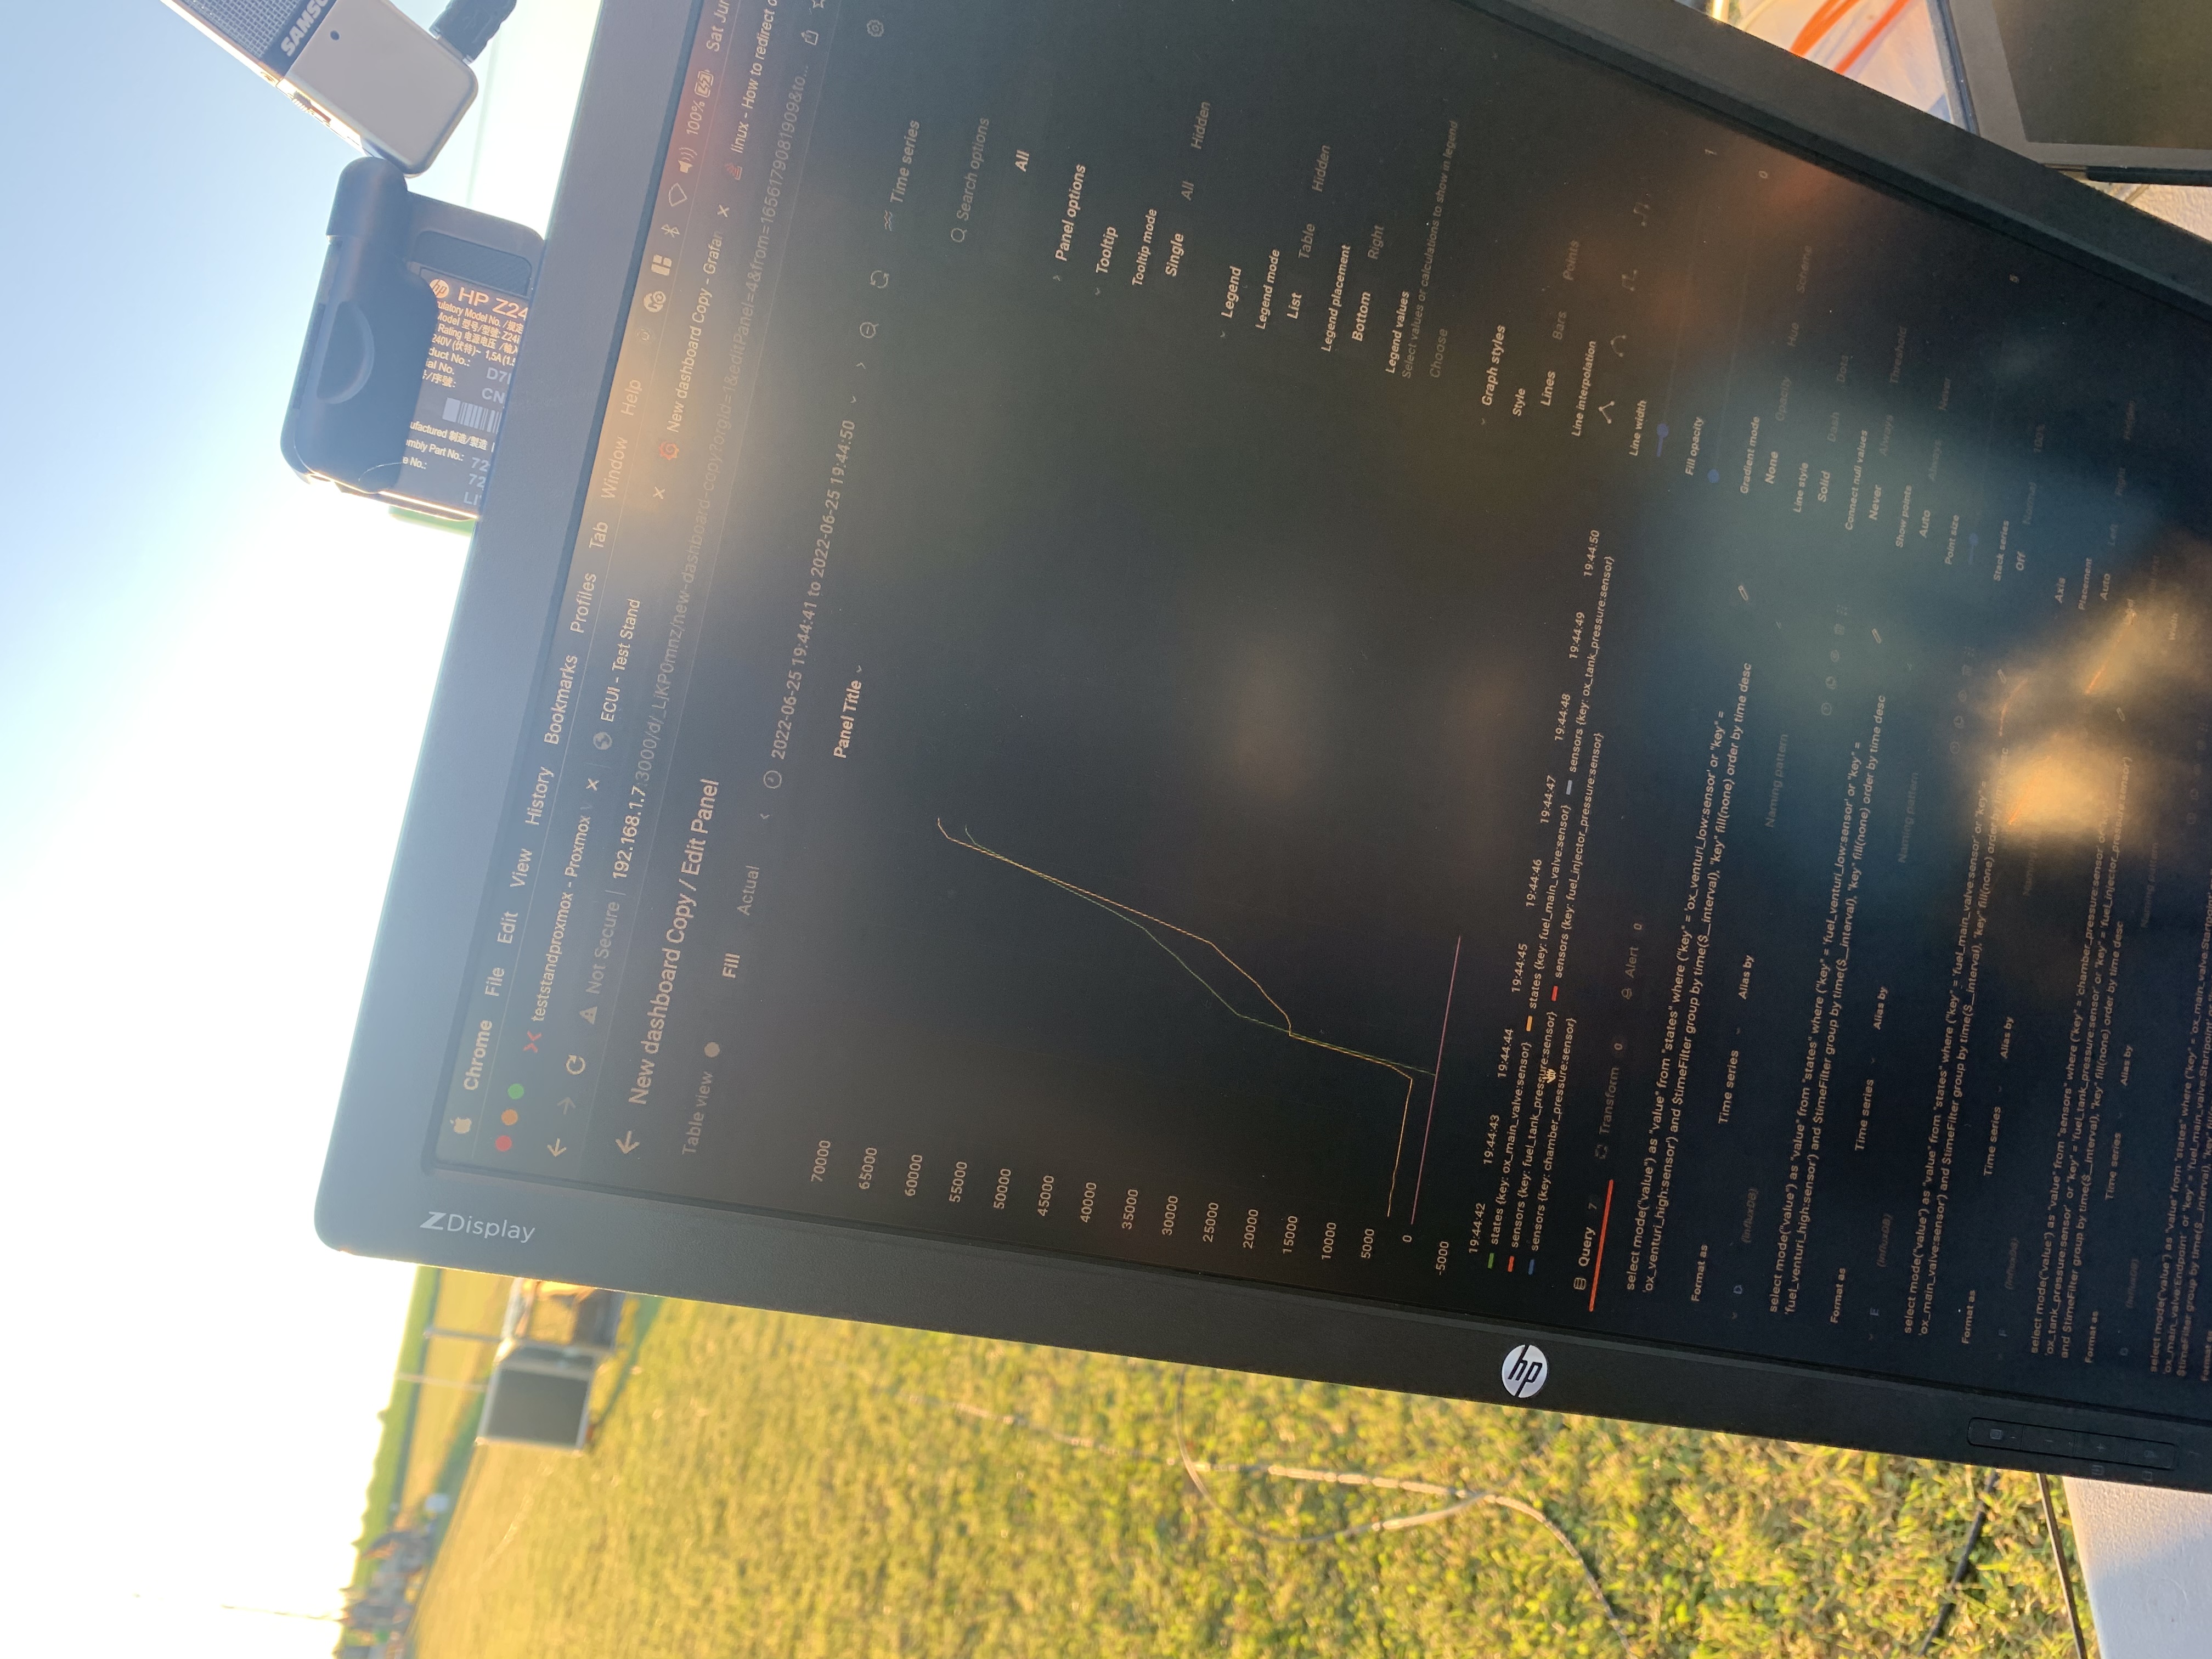 SAMS
HP Z24
ZDisplay
Chrome File Edit View History Bookmarks Profiles Tab Window Help
100%
Sat Jun
teststandproxmox - Proxmox
ECUI - Test Stand
New dashboard Copy - Grafan
linux - How to redirect o
Not Secure
192.168.1.7:3000/d/_LjKP0mnz/new-dashboard-copy?orgId=1&editPanel=4&from=1656179081909&to...
New dashboard Copy / Edit Panel
Table view
Fill Actual
2022-06-25 19:44:41 to 2022-06-25 19:44:50
Time series
Panel Title
70000
65000
60000
55000
50000
45000
40000
35000
30000
25000
20000
15000
10000
5000
0
-5000
19:44:42 19:44:43 19:44:44 19:44:45 19:44:46 19:44:47 19:44:48 19:44:49 19:44:50
states {key: ox_main_valve:sensor} states {key: fuel_main_valve:sensor} sensors {key: ox_tank_pressure:sensor}
sensors {key: fuel_tank_pressure:sensor} sensors {key: fuel_injector_pressure:sensor}
sensors {key: chamber_pressure:sensor}
Search options
All
Panel options
Tooltip
Tooltip mode
Single All Hidden
Legend
Legend mode
List Table Hidden
Legend placement
Bottom Right
Legend values
Select values or calculations to show in legend
Choose
Graph styles
Style
Lines Bars Points
Line interpolation
Line width
1
Fill opacity
0
Gradient mode
None Opacity Hue Scheme
Line style
Solid Dash Dots
Connect null values
Never Always Threshold
Show points
Auto Always Never
Point size
5
Stack series
Off Normal 100%
Axis
Placement
Auto Left Right Hidden
Width
Query 7
Transform 0
Alert 0
select mode("value") as "value" from "states" where ("key" = 'ox_venturi_low:sensor' or "key" =
'ox_venturi_high:sensor') and $timeFilter group by time($__interval), "key" fill(none) order by time desc
Format as Time series Alias by Naming pattern
D (InfluxDB)
select mode("value") as "value" from "states" where ("key" = 'fuel_venturi_low:sensor' or "key" =
'fuel_venturi_high:sensor') and $timeFilter group by time($__interval), "key" fill(none) order by time desc
Format as Time series Alias by Naming pattern
E (InfluxDB)
select mode("value") as "value" from "states" where ("key" = 'fuel_main_valve:sensor' or "key" =
'ox_main_valve:sensor') and $timeFilter group by time($__interval), "key" fill(none) order by time desc
Format as Time series Alias by
F (InfluxDB)
select mode("value") as "value" from "sensors" where ("key" = 'chamber_pressure:sensor' or
'ox_tank_pressure:sensor' or "key" = 'fuel_tank_pressure:sensor' or "key" = 'fuel_injector_pressure:sensor')
and $timeFilter group by time($__interval), "key" fill(none) order by time desc
Format as Time series Alias by Naming pattern
(InfluxDB)
select mode("value") as "value" from "states" where ("key" = 'ox_main_valve:Startpoint'
'ox_main_valve:Endpoint' or "key" = 'fuel_main_valve:Startpoint'
$timeFilter group by time($__interval), "key"
Format as
hp